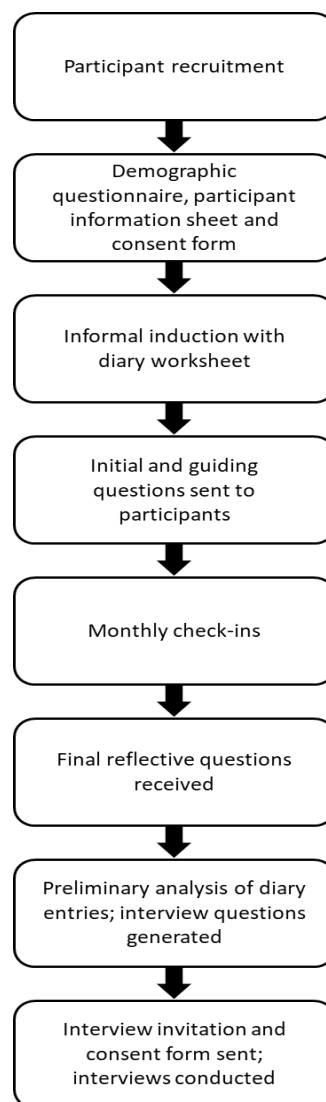 Participant recruitment
Demographic
questionnaire, participant
information sheet and
consent form
Informal induction with
diary worksheet
Initial and guiding
questions sent to
participants
Monthly check-ins
Final reflective questions
received
Preliminary analysis of diary
entries; interview questions
generated
Interview invitation and
consent form sent;
interviews conducted